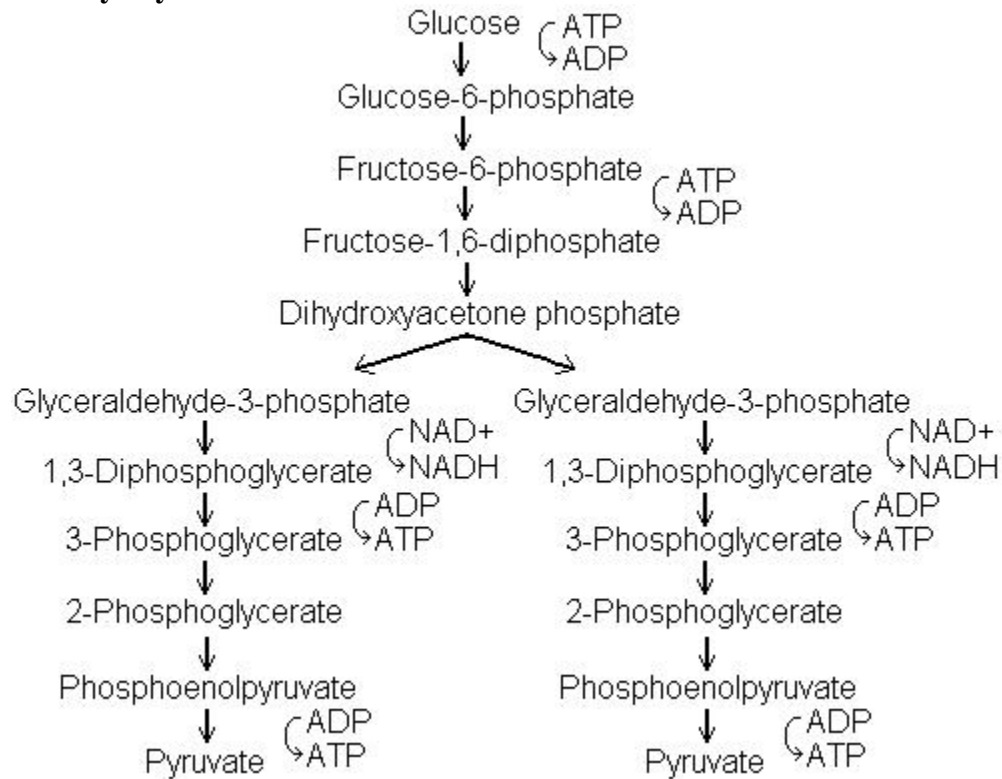 Glucose ATP
ADP
Glucose-6-phosphate
Fructose-6-phosphate ATP
ADP
Fructose-1,6-diphosphate
Dihydroxyacetone phosphate
Glyceraldehyde-3-phosphate Glyceraldehyde-3-phosphate
NAD+ NAD+
1,3-Diphosphoglycerate NADH 1,3-Diphosphoglycerate NADH
ADP ADP
3-Phosphoglycerate ATP 3-Phosphoglycerate ATP
2-Phosphoglycerate 2-Phosphoglycerate
Phosphoenolpyruvate Phosphoenolpyruvate
ADP ADP
Pyruvate ATP Pyruvate ATP